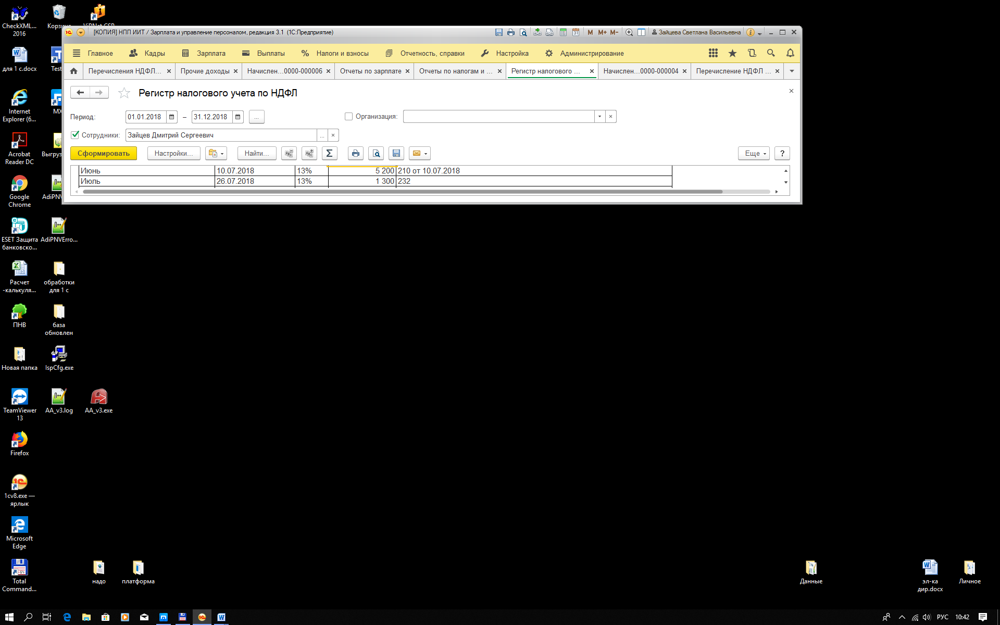 CheckXML...
2016
Корзина
ViPNet CSP
для 1 с.docx
Test
Internet
Explorer (6...
MX
Acrobat
Reader DC
Выгруз
Google
Chrome
AdiPNV
ESET Защита
банковско...
AdiPNVErro...
Расчет
-калькуля...
обработки
для 1 с
ПНВ
база
обновлен
Новая папка
IspCfg.exe
TeamViewer
13
AA_v3.log
AA_v3.exe
Firefox
1cv8.exe —
ярлык
Microsoft
Edge
Total
Command...
надо
платформа
Данные
эл-ка
дир.docx
Личное
[КОПИЯ] НПП ИИТ / Зарплата и управление персоналом, редакция 3.1 (1С:Предприятие)
M M+ M-
Зайцева Светлана Васильевна
Главное Кадры Зарплата Выплаты Налоги и взносы Отчетность, справки Настройка Администрирование
Перечисления НДФЛ... Прочие доходы Начислен...0000-000006 Отчеты по зарплате Отчеты по налогам и ... Регистр налогового ... Начислен...0000-000004 Перечисление НДФЛ ...
Регистр налогового учета по НДФЛ
Период: 01.01.2018 – 31.12.2018 ... Организация:
Сотрудники: Зайцев Дмитрий Сергеевич ...
Сформировать Настройки... Найти... Σ Еще ?
Июнь 10.07.2018 13% 5 200 210 от 10.07.2018
Июль 26.07.2018 13% 1 300 232
РУС 10:42